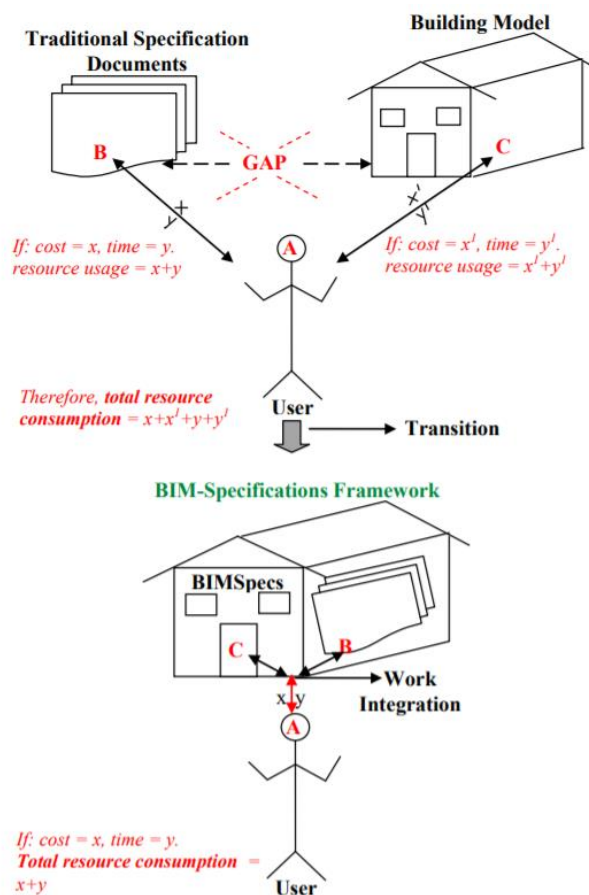 Traditional Specification
Documents
Building Model
B
GAP
C
x
y
x'
y'
If: cost = x, time = y.
resource usage = x+y
A
If: cost = x¹, time = y¹.
resource usage = x¹+y¹
Therefore, total resource
consumption = x+x¹+y+y¹
User
Transition
BIM-Specifications Framework
BIMSpecs
C
B
Work
Integration
x y
A
If: cost = x, time = y.
Total resource consumption =
x+y
User